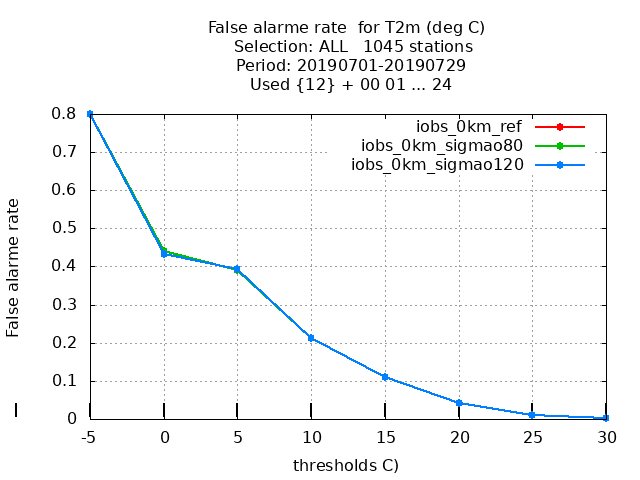 False alarme rate  for T2m (deg C)
Selection: ALL   1045 stations
Period: 20190701-20190729
Used {12} + 00 01 ... 24
iobs_0km_ref
iobs_0km_sigmao80
iobs_0km_sigmao120
False alarme rate
0.8
0.7
0.6
0.5
0.4
0.3
0.2
0.1
0
-5 0 5 10 15 20 25 30
thresholds C)